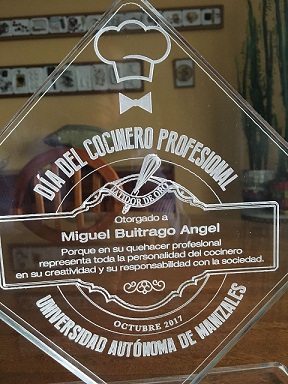 DÍA DEL COCINERO PROFESIONAL
BATIDOR DE ORO
Otorgado a
Miguel Buitrago Angel
Porque en su quehacer profesional
representa toda la personalidad del cocinero
en su creatividad y su responsabilidad con la sociedad.
OCTUBRE 2017
UNIVERSIDAD AUTÓNOMA DE MANIZALES